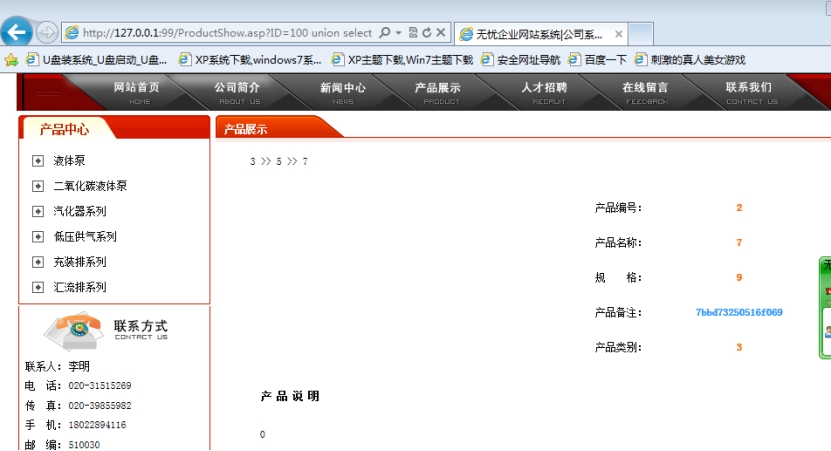 http://127.0.0.1:99/ProductShow.asp?ID=100 union select
无忧企业网站系统|公司系... ×
U盘装系统_U盘启动_U盘... XP系统下载,windows7系... XP主题下载,Win7主题下载 安全网址导航 百度一下 刺激的真人美女游戏
网站首页 公司简介 新闻中心 产品展示 人才招聘 在线留言 联系我们
HOME ABOUT US NEWS PRODUCT RECRUIT FEEDBACK CONTACT US
产品中心
液体泵
二氧化碳液体泵
汽化器系列
低压供气系列
充装排系列
汇流排系列
联系方式
CONTACT US
联系人: 李明
电 话: 020-31515269
传 真: 020-39855982
手 机: 18022894116
邮 编: 510030
产品展示
3 >> 5 >> 7
产品编号: 2
产品名称: 7
规 格: 9
产品备注: 7bbd73250516f069
产品类别: 3
产品说明
0